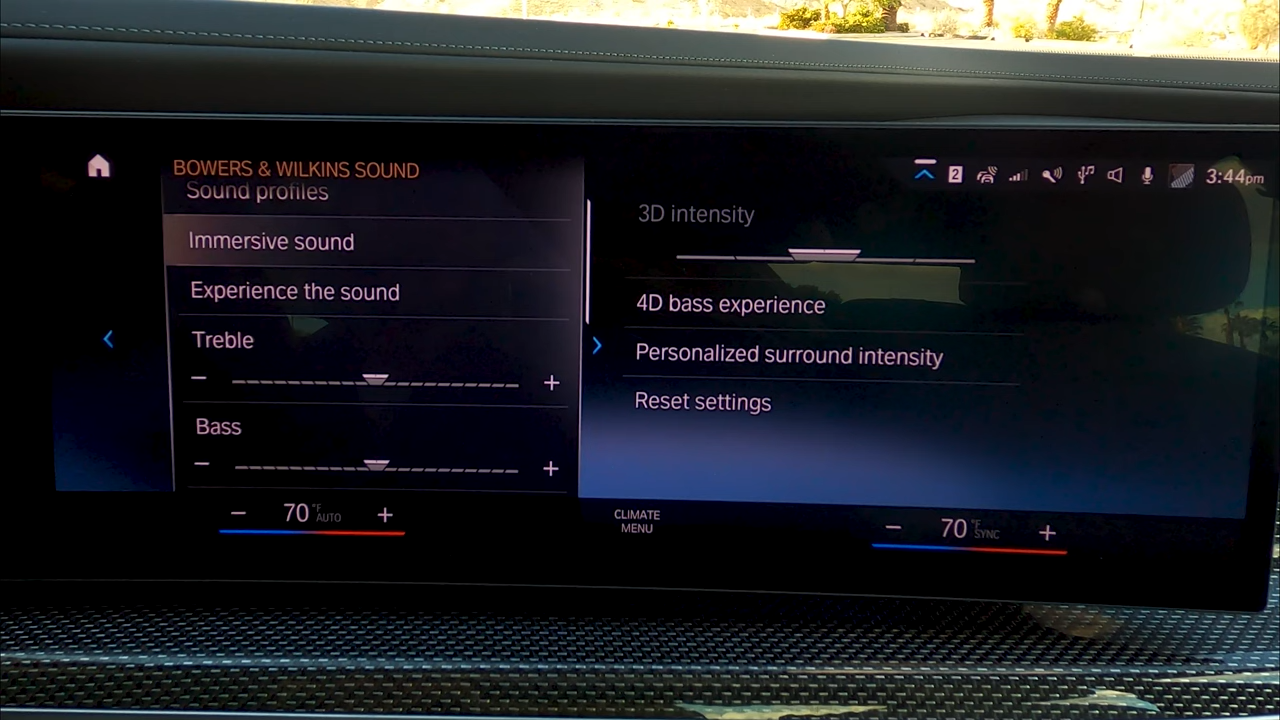 BOWERS & WILKINS SOUND
2
3:44pm
Sound profiles
Immersive sound
Experience the sound
Treble
Bass
3D intensity
4D bass experience
Personalized surround intensity
Reset settings
70 °F AUTO
CLIMATE
MENU
70 °F SYNC